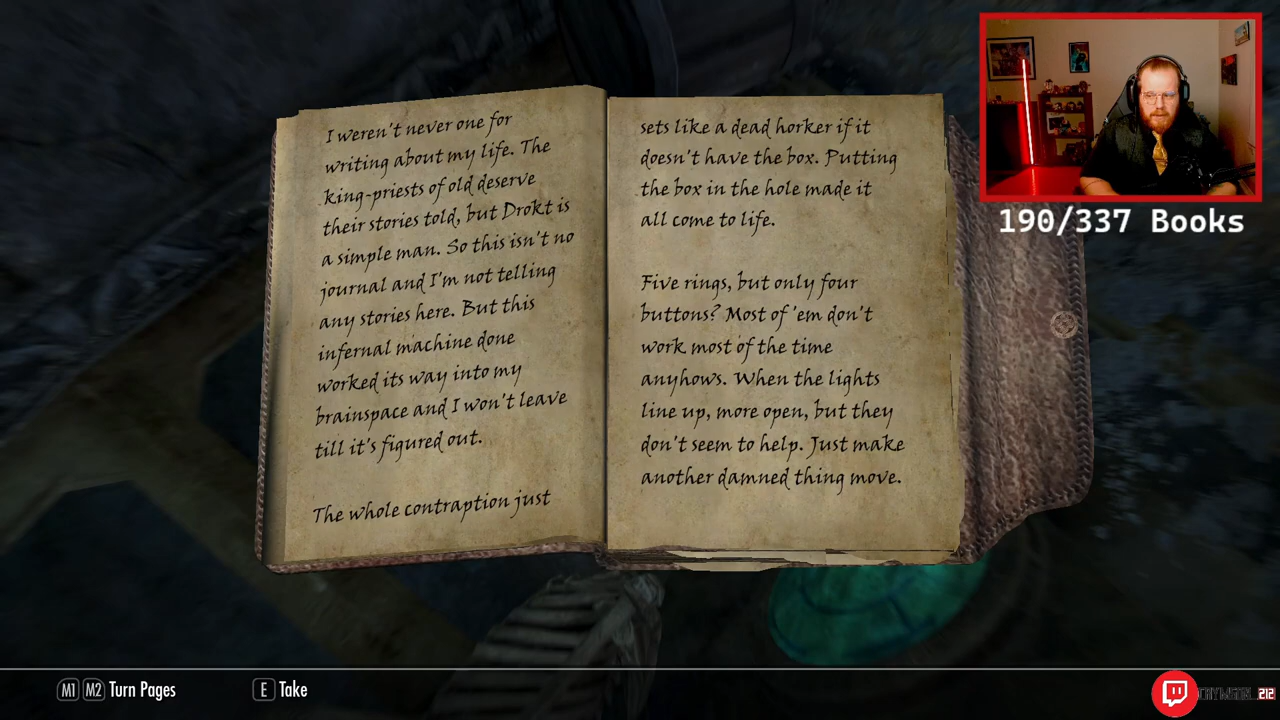 I weren't never one for
writing about my life. The
king-priests of old deserve
their stories told, but Drokt is
a simple man. So this isn't no
journal and I'm not telling
any stories here. But this
infernal machine done
worked its way into my
brainspace and I won't leave
till it's figured out.
The whole contraption just
sets like a dead horker if it
doesn't have the box. Putting
the box in the hole made it
all come to life.
Five rings, but only four
buttons? Most of 'em don't
work most of the time
anyhows. When the lights
line up, more open, but they
don't seem to help. Just make
another damned thing move.
190/337 Books
M1 M2 Turn Pages
E Take
212